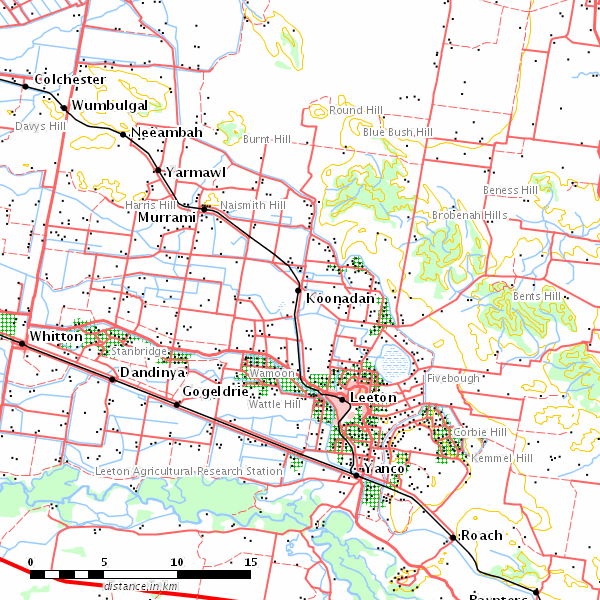 Colchester
Wumbulgal
Davys Hill
Neeambah
Round Hill
Blue Bush Hill
Burnt Hill
Yarmawl
Beness Hill
Harris Hill
Naismith Hill
Murrami
Brobenah Hills
Koonadan
Bents Hill
Whitton
Stanbridge
Dandinya
Wamoon
Fivebough
Gogeldrie
Leeton
Wattle Hill
Corbie Hill
Kemmel Hill
Leeton Agricultural Research Station
Yanco
Roach
0 5 10 15
distance in km
Paynters